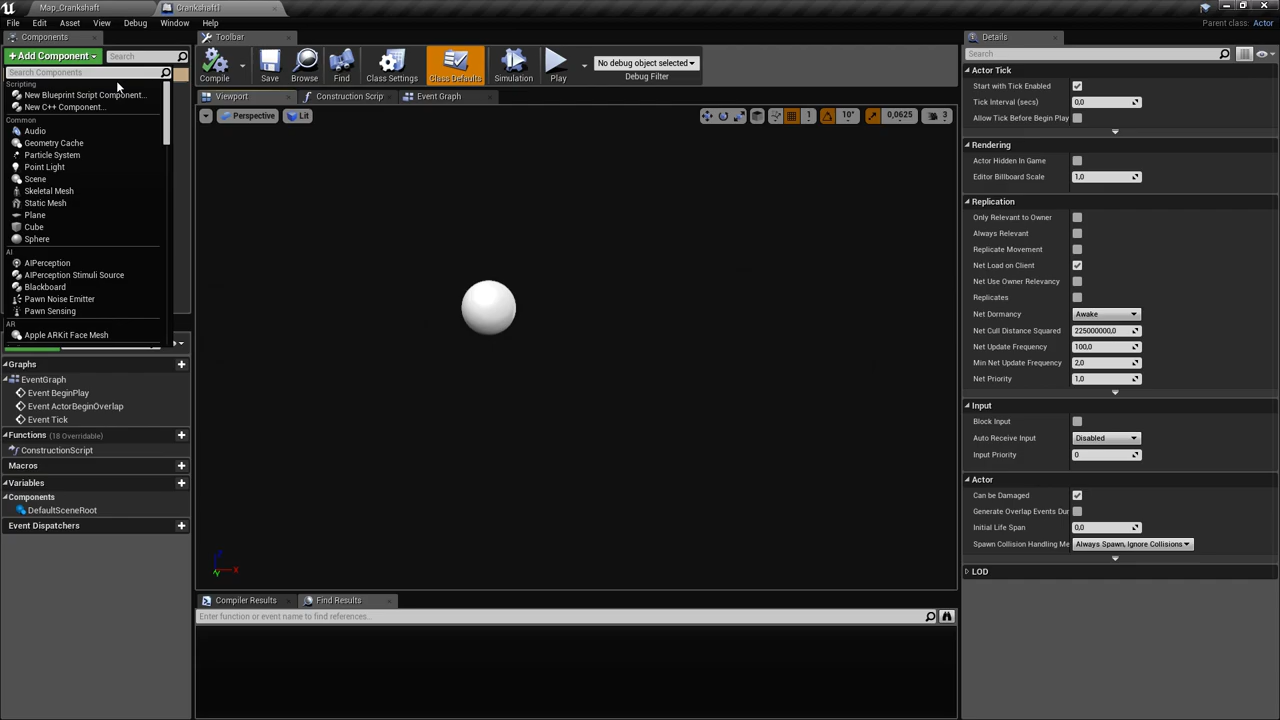 Map_Crankshaft
Crankshaft1
File Edit Asset View Debug Window Help
Parent class: Actor
Components
+Add Component
Search
Search Components
Scripting
New Blueprint Script Component...
New C++ Component...
Common
Audio
Geometry Cache
Particle System
Point Light
Scene
Skeletal Mesh
Static Mesh
Plane
Cube
Sphere
AI
AIPerception
AIPerception Stimuli Source
Blackboard
Pawn Noise Emitter
Pawn Sensing
AR
Apple ARKit Face Mesh
Graphs
EventGraph
Event BeginPlay
Event ActorBeginOverlap
Event Tick
Functions (18 Overridable)
ConstructionScript
Macros
Variables
Components
DefaultSceneRoot
Event Dispatchers
Toolbar
Compile
Save
Browse
Find
Class Settings
Class Defaults
Simulation
Play
No debug object selected
Debug Filter
Viewport
Construction Scrip
Event Graph
Perspective
Lit
10°
0,0625
3
X
Compiler Results
Find Results
Enter function or event name to find references...
Details
Search
Actor Tick
Start with Tick Enabled
Tick Interval (secs) 0,0
Allow Tick Before Begin Play
Rendering
Actor Hidden In Game
Editor Billboard Scale 1,0
Replication
Only Relevant to Owner
Always Relevant
Replicate Movement
Net Load on Client
Net Use Owner Relevancy
Replicates
Net Dormancy Awake
Net Cull Distance Squared 225000000,0
Net Update Frequency 100,0
Min Net Update Frequency 2,0
Net Priority 1,0
Input
Block Input
Auto Receive Input Disabled
Input Priority 0
Actor
Can be Damaged
Generate Overlap Events Dur
Initial Life Span 0,0
Spawn Collision Handling Me Always Spawn, Ignore Collisions
LOD